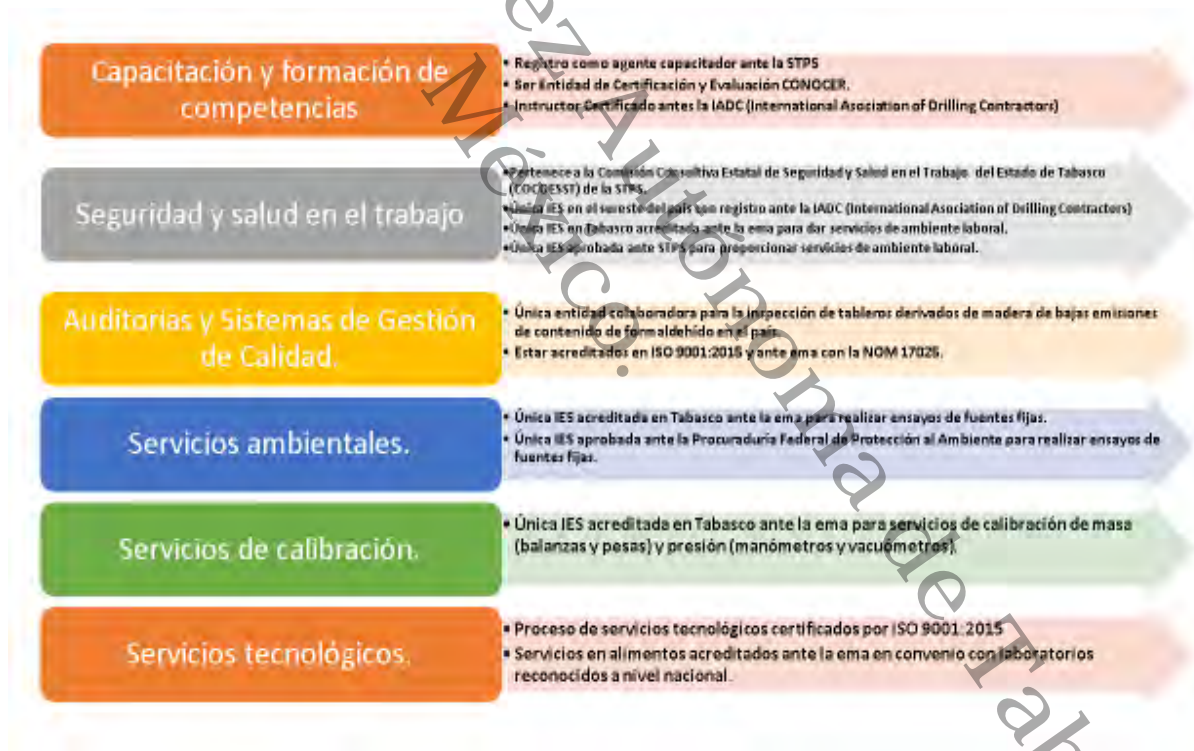 Capacitación y formación de
competencias
• Registro como agente capacitador ante la STPS
• Ser Entidad de Certificación y Evaluación CONOCER.
• Instructor Certificado antes la IADC (International Asociation of Drilling Contractors)
Seguridad y salud en el trabajo
•Pertenece a la Comisión Consultiva Estatal de Seguridad y Salud en el Trabajo del Estado de Tabasco
(COCOESST) de la STPS.
•Única IES en el sureste del país con registro ante la IADC (International Asociation of Drilling Contractors)
•Única IES en Tabasco acreditada ante la ema para dar servicios de ambiente laboral.
•Única IES aprobada ante STPS para proporcionar servicios de ambiente laboral.
Auditorias y Sistemas de Gestión
de Calidad.
• Única entidad colaboradora para la inspección de tableros derivados de madera de bajas emisiones
de contenido de formaldehído en el país.
• Estar acreditados en ISO 9001:2015 y ante ema con la NOM 17025.
Servicios ambientales.
• Única IES acreditada en Tabasco ante la ema para realizar ensayos de fuentes fijas.
• Única IES aprobada ante la Procuraduría Federal de Protección al Ambiente para realizar ensayos de
fuentes fijas.
Servicios de calibración.
• Única IES acreditada en Tabasco ante la ema para servicios de calibración de masa
(balanzas y pesas) y presión (manómetros y vacuómetros).
Servicios tecnológicos.
• Proceso de servicios tecnológicos certificados por ISO 9001:2015
• Servicios en alimentos acreditados ante la ema en convenio con laboratorios
reconocidos a nivel nacional.
ez Autónoma de Tab
México.